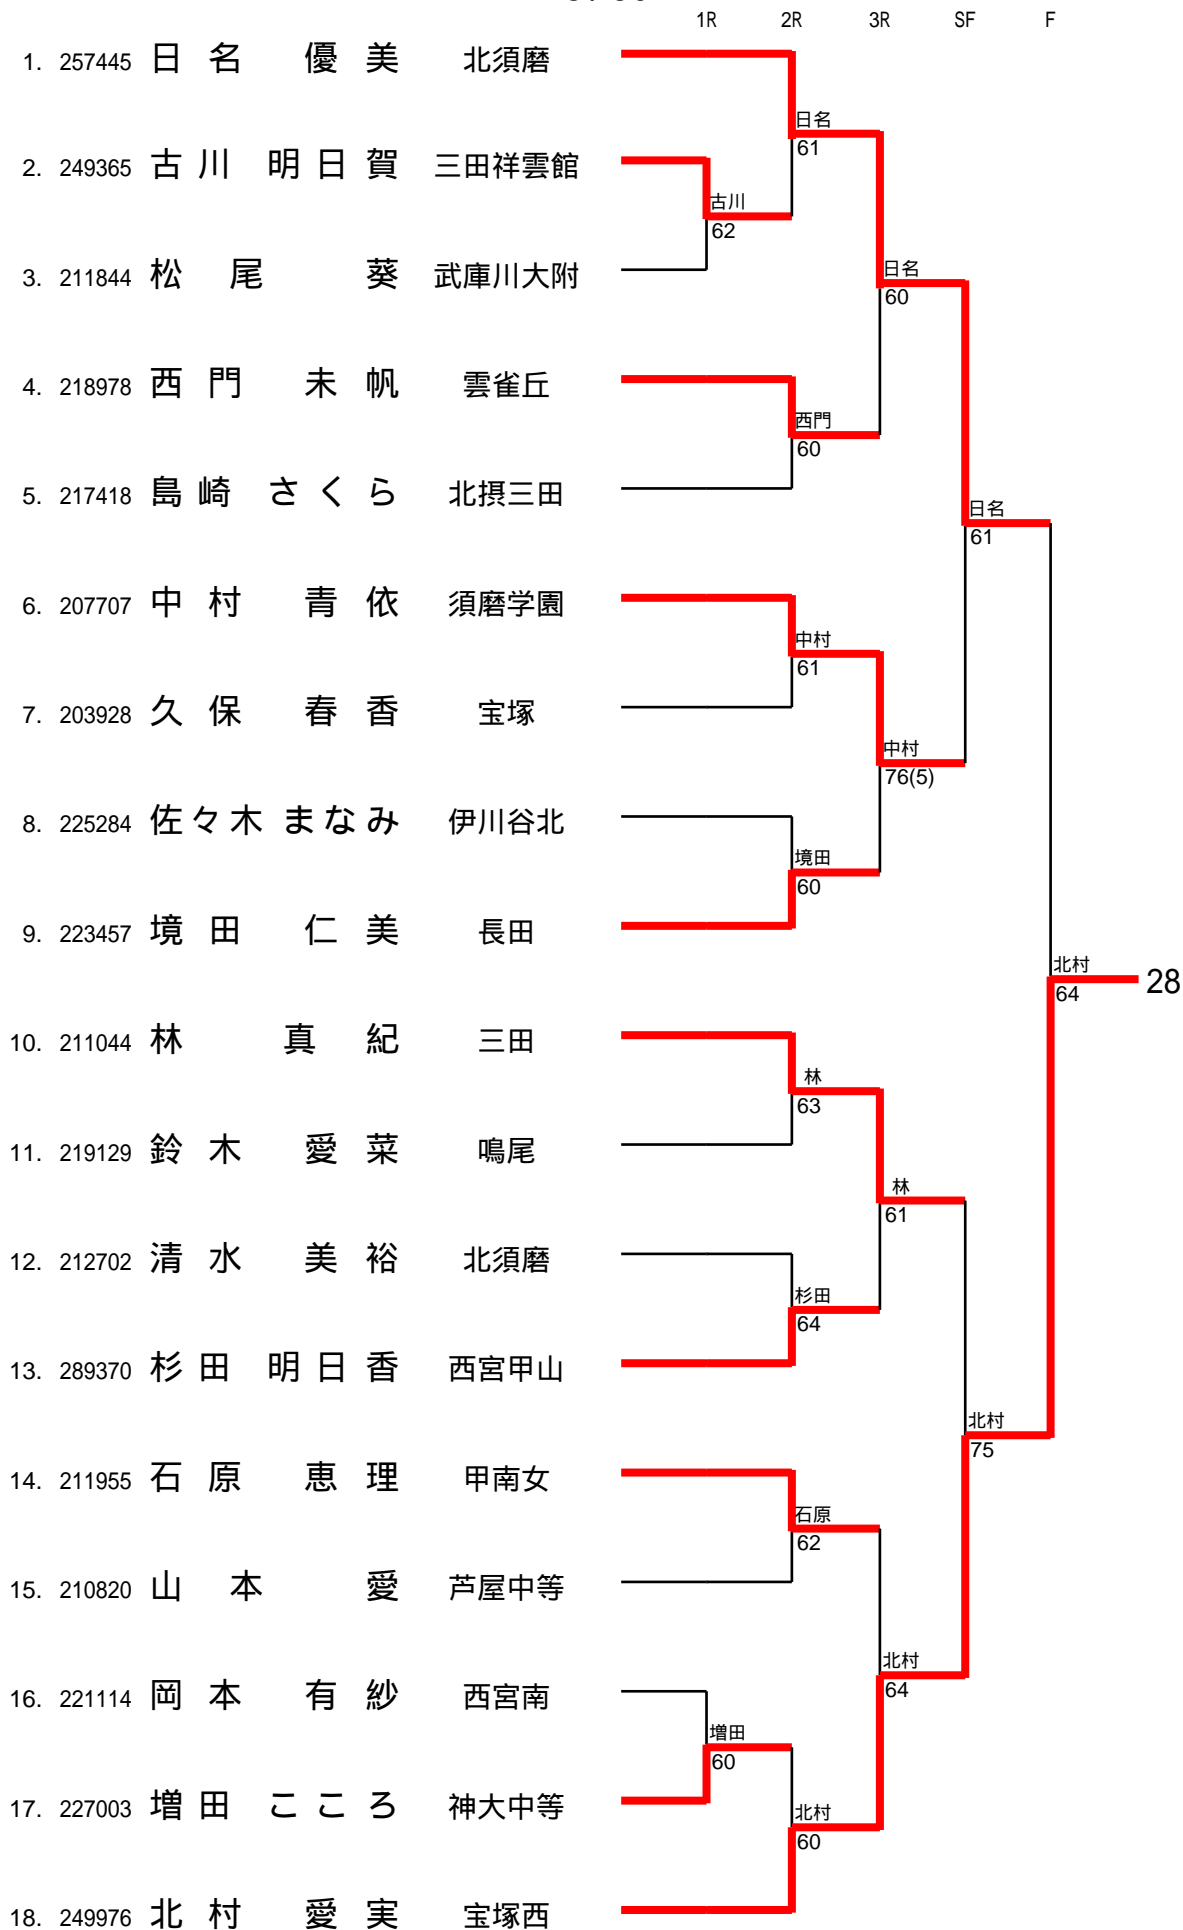 1R 2R 3R SF F
1. 257445 日名 優美 北須磨
日名
61
2. 249365 古川 明日賀 三田祥雲館
古川
62
3. 211844 松尾 葵 武庫川大附
日名
60
4. 218978 西門 未帆 雲雀丘
西門
60
5. 217418 島崎 さくら 北摂三田
日名
61
6. 207707 中村 青依 須磨学園
中村
61
7. 203928 久保 春香 宝塚
中村
76(5)
8. 225284 佐々木 まなみ 伊川谷北
境田
60
9. 223457 境田 仁美 長田
北村
64
28
10. 211044 林 真紀 三田
林
63
11. 219129 鈴木 愛菜 鳴尾
林
61
12. 212702 清水 美裕 北須磨
杉田
64
13. 289370 杉田 明日香 西宮甲山
北村
75
14. 211955 石原 恵理 甲南女
石原
62
15. 210820 山本 愛 芦屋中等
北村
64
16. 221114 岡本 有紗 西宮南
増田
60
17. 227003 増田 こころ 神大中等
北村
60
18. 249976 北村 愛実 宝塚西